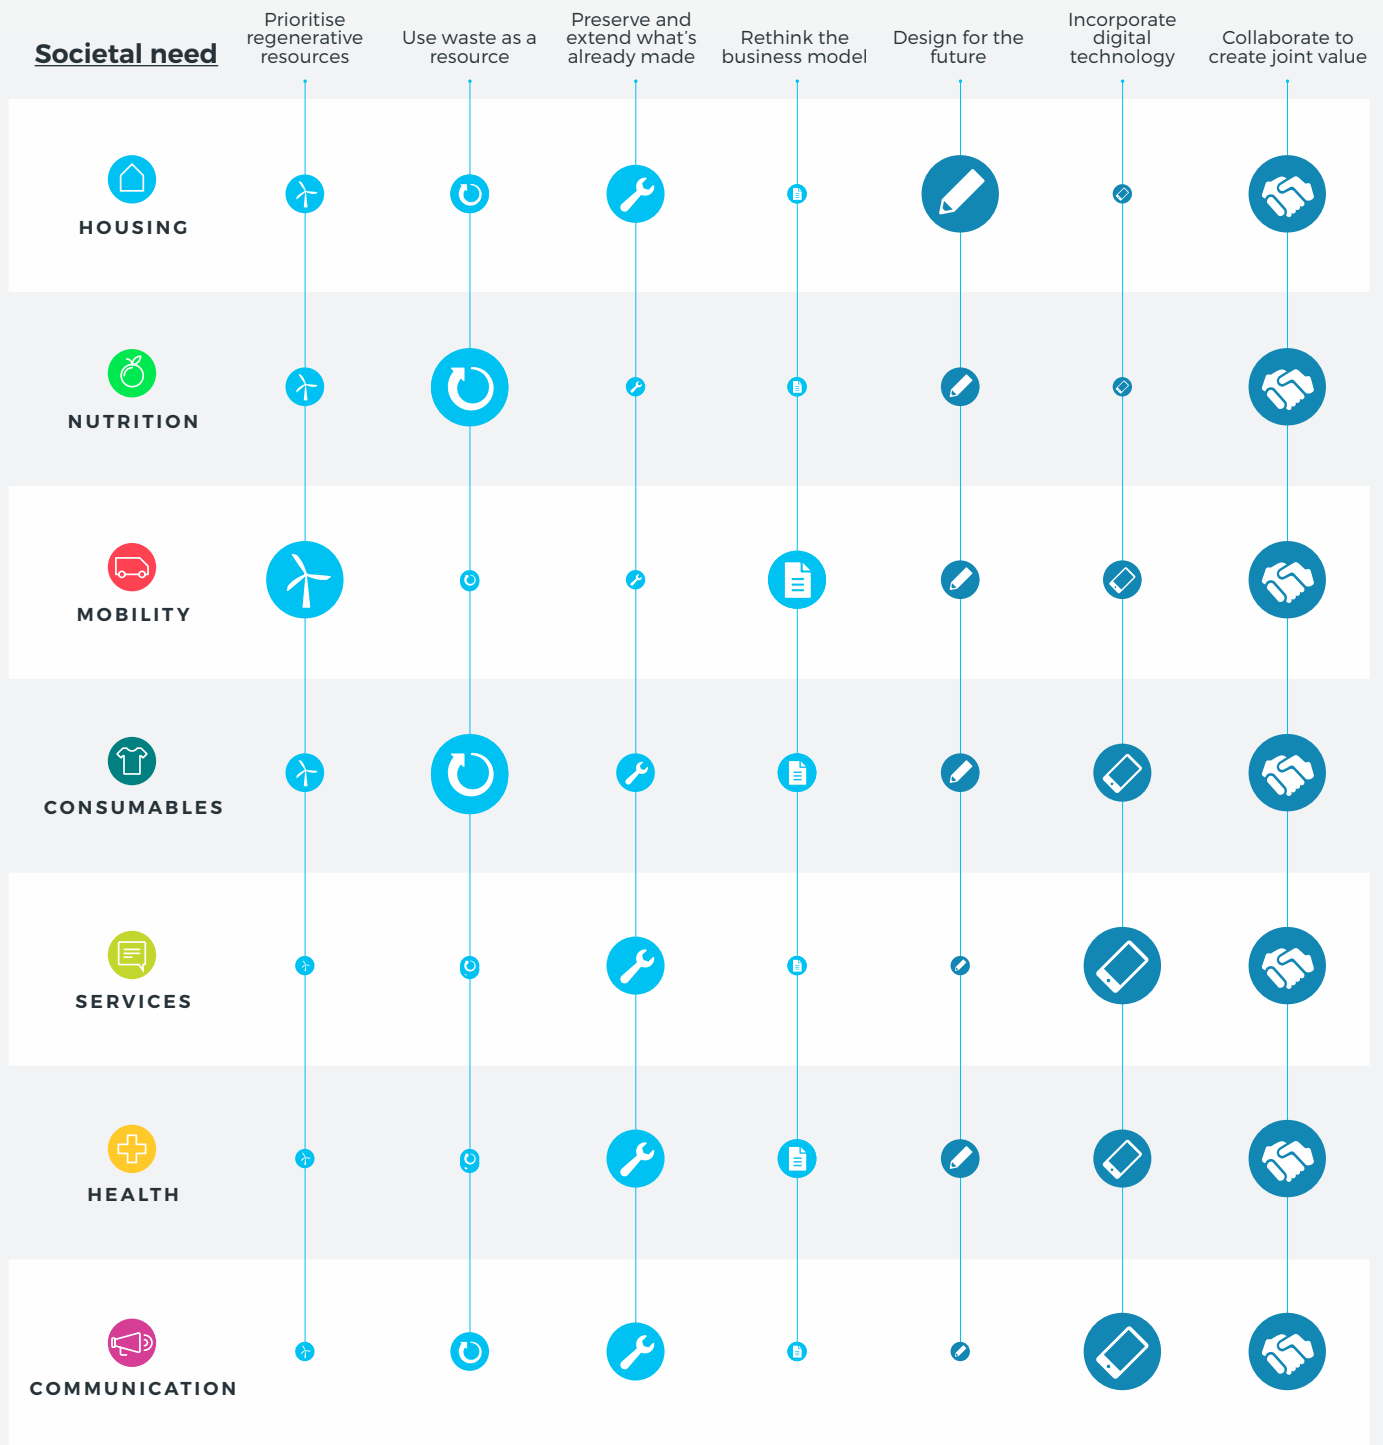 Societal need
Prioritise
regenerative
resources
Use waste as a
resource
Preserve and
extend what’s
already made
Rethink the
business model
Design for the
future
Incorporate
digital
technology
Collaborate to
create joint value
HOUSING
NUTRITION
MOBILITY
CONSUMABLES
SERVICES
HEALTH
COMMUNICATION